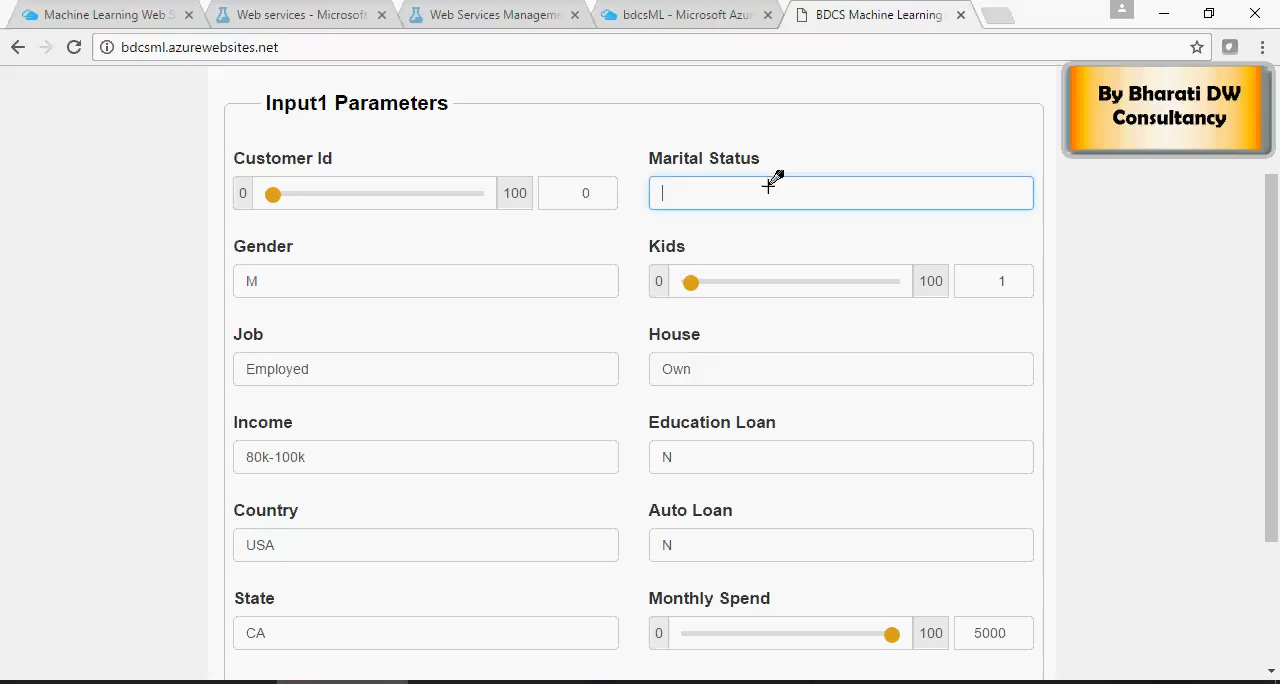 Machine Learning Web S
Web services - Microsoft
Web Services Manageme
bdcsML - Microsoft Azur
BDCS Machine Learning
bdcsml.azurewebsites.net
By Bharati DW
Consultancy
Input1 Parameters
Customer Id
0 100 0
Marital Status
Gender
M
Kids
0 100 1
Job
Employed
House
Own
Income
80k-100k
Education Loan
N
Country
USA
Auto Loan
N
State
CA
Monthly Spend
0 100 5000